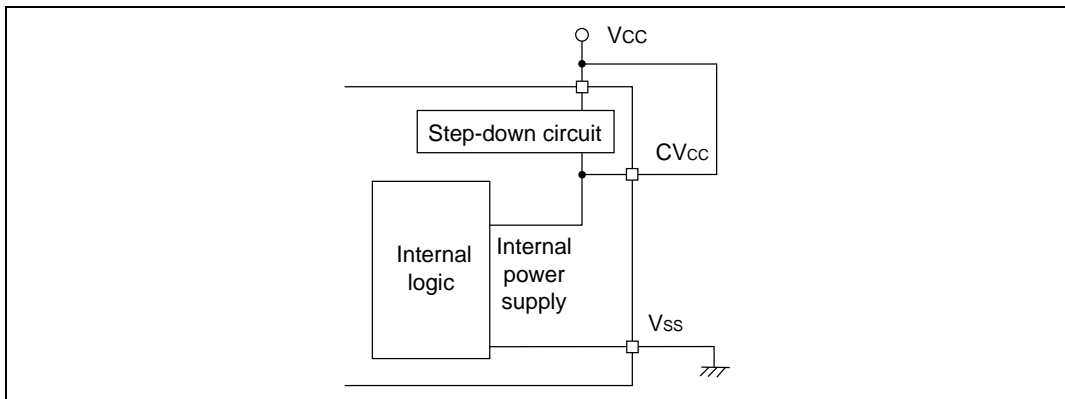 Vcc
Step-down circuit
CVcc
Internal
logic
Internal
power
supply
Vss